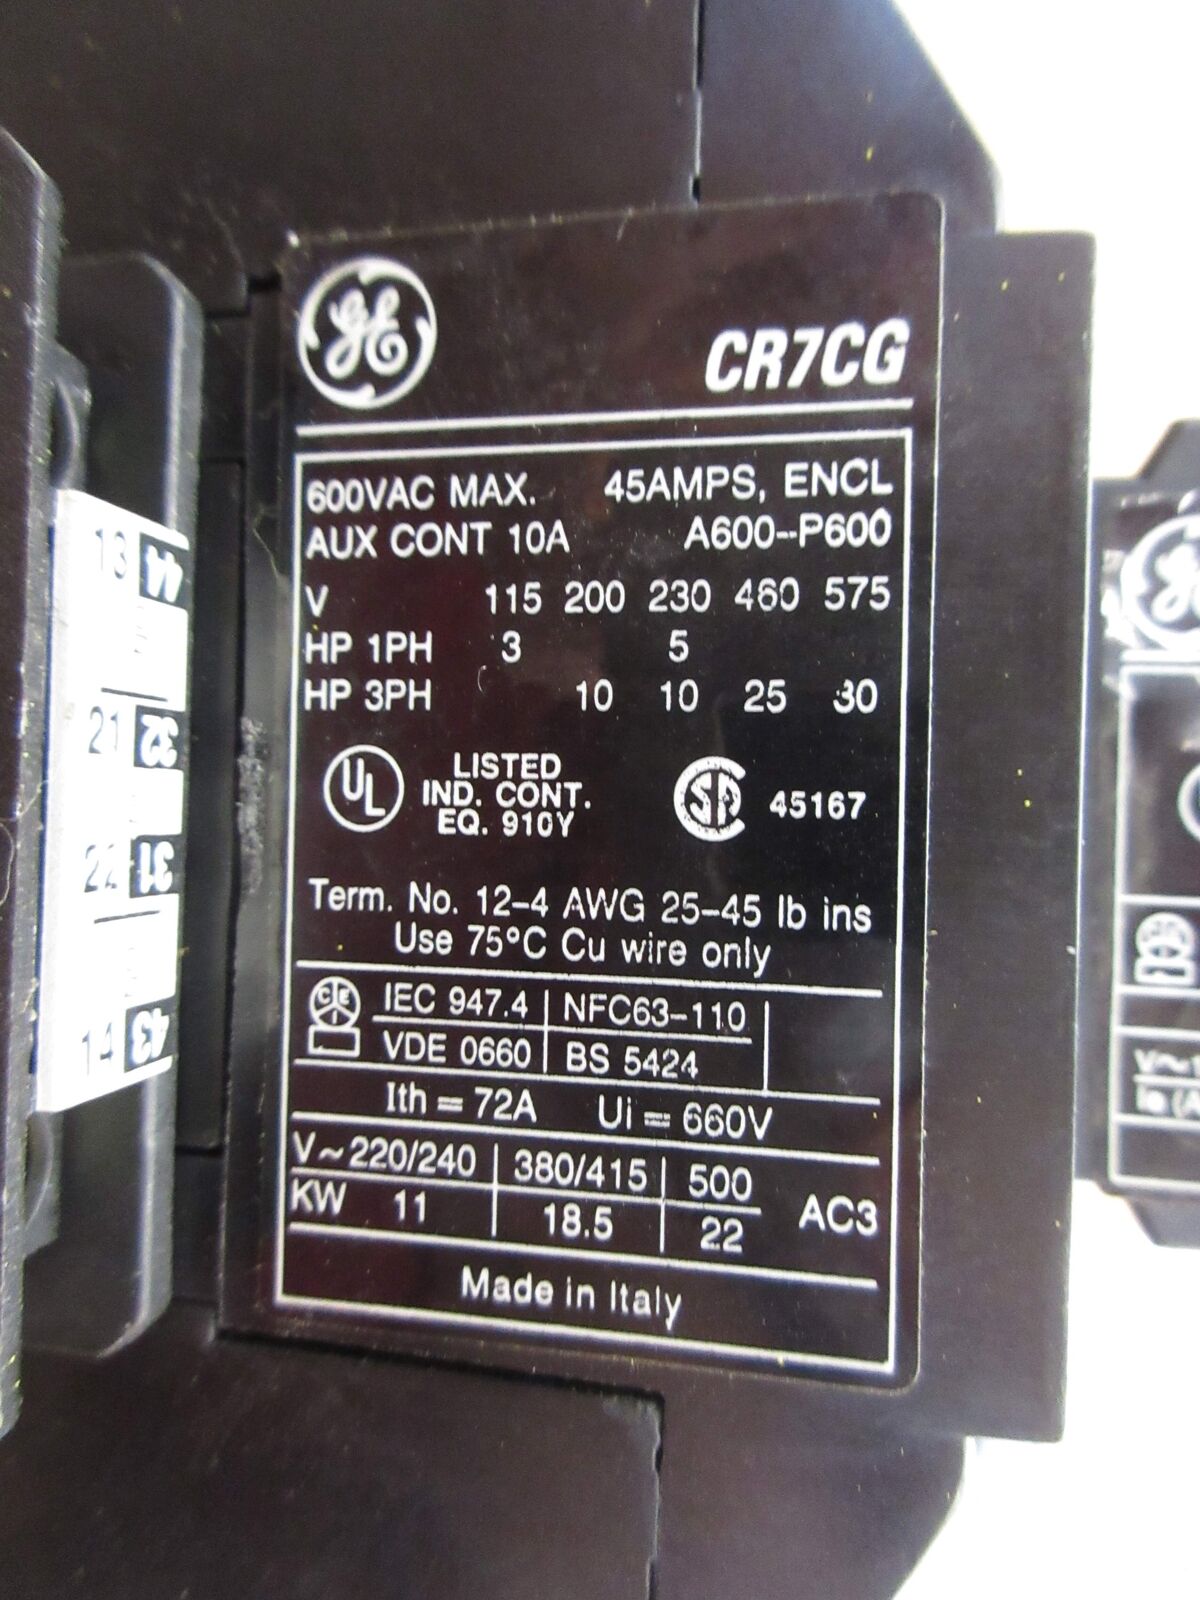 GE
CR7CG
600VAC MAX. 45AMPS, ENCL
AUX CONT 10A A600--P600
V 115 200 230 460 575
HP 1PH 3 5
HP 3PH 10 10 25 30
UL LISTED
IND. CONT.
EQ. 910Y
SA 45167
Term. No. 12-4 AWG 25-45 lb ins
Use 75°C Cu wire only
CEI IEC 947.4 NFC63-110
VDE 0660 BS 5424
Ith = 72A Ui = 660V
V~220/240 380/415 500
KW 11 18.5 22 AC3
Made in Italy
13 44
21 32
22 31
14 43
GE
V~
Ie (A